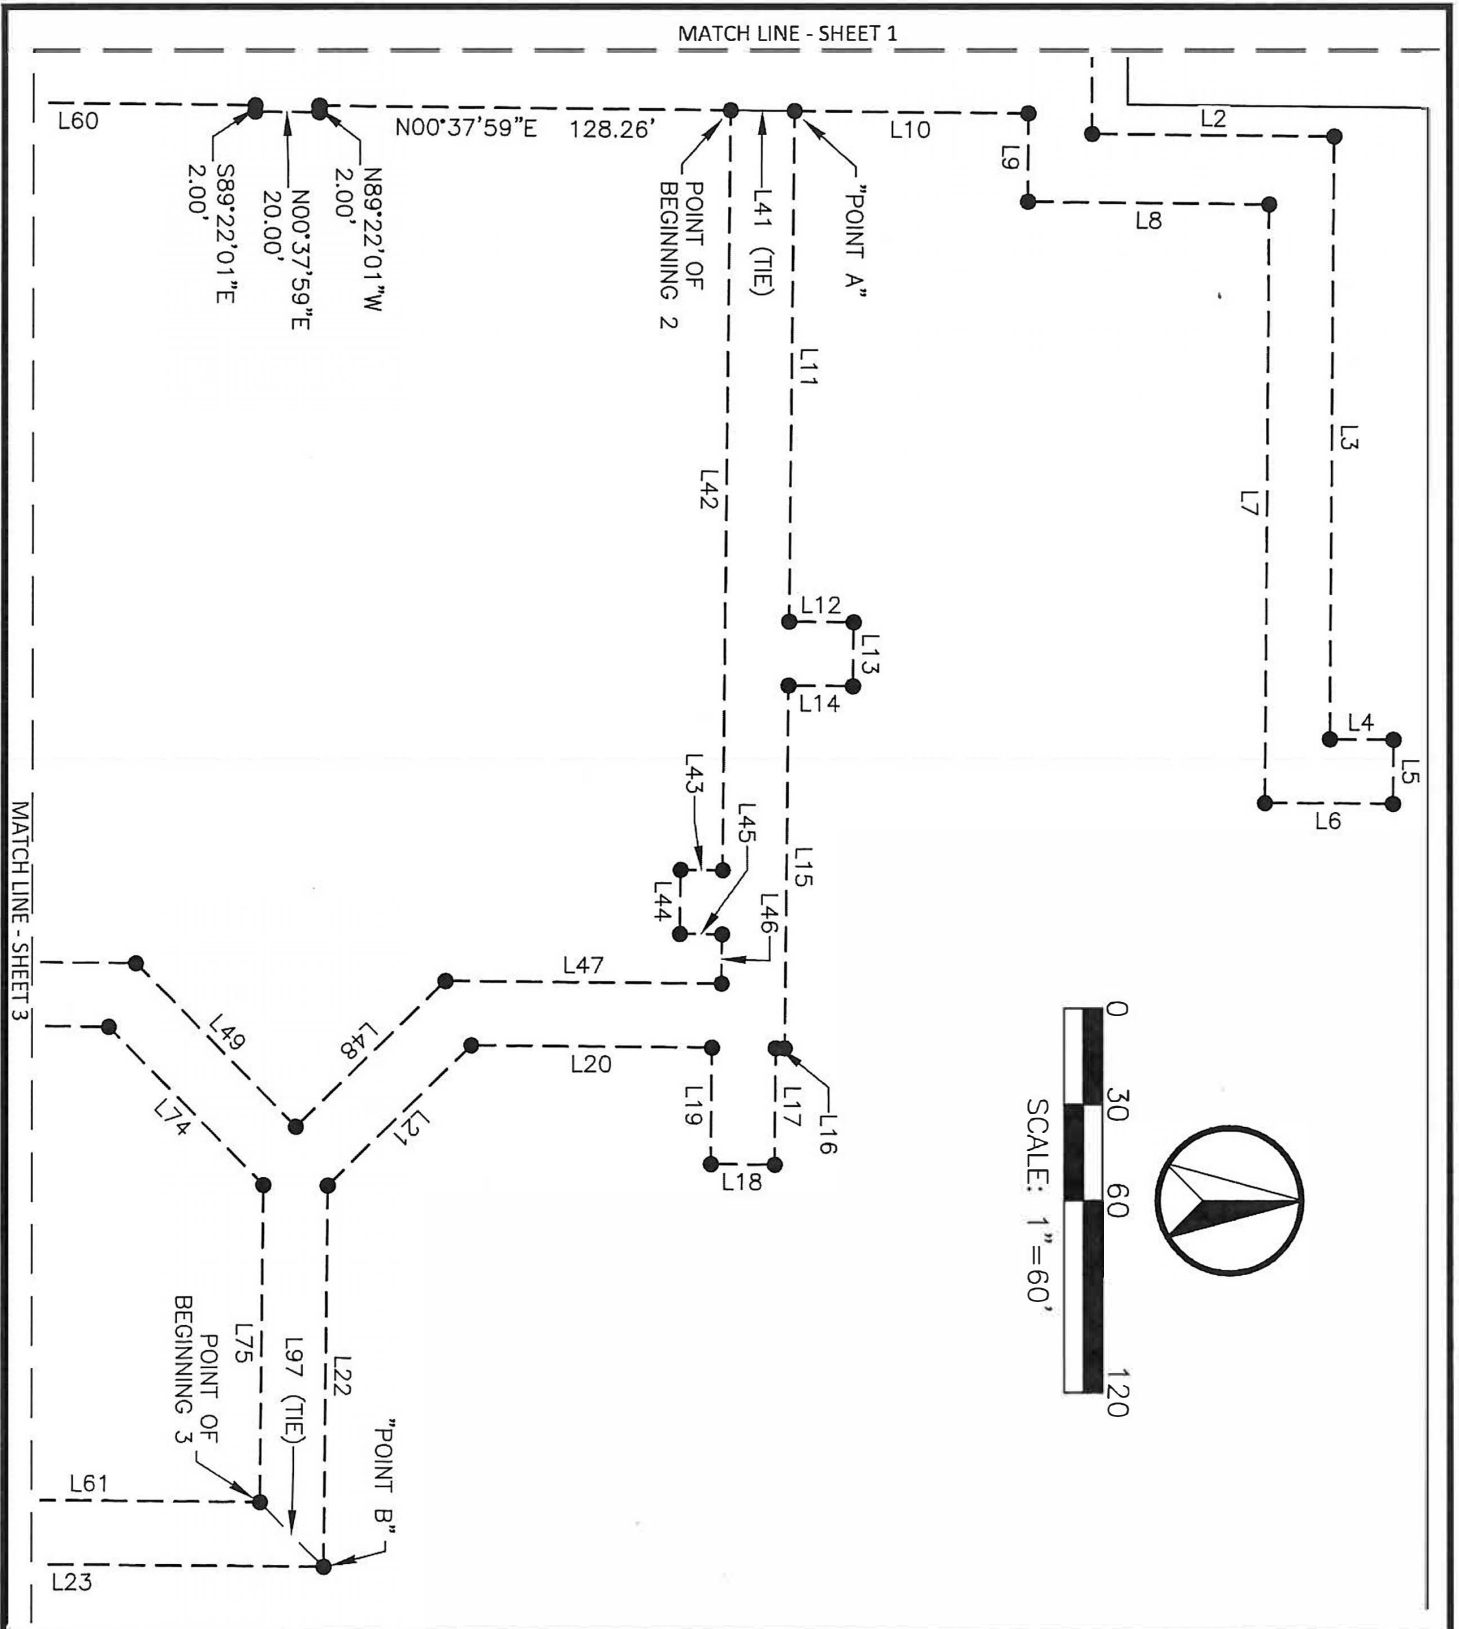 MATCH LINE - SHEET 1
L60
N00°37'59"E 128.26'
L10
L2
L9
L8
S89°22'01"E
2.00'
N00°37'59"E
20.00'
N89°22'01"W
2.00'
POINT OF
BEGINNING 2
L41 (TIE)
"POINT A"
L11
L3
L42
L7
L12
L13
L14
L4
L5
L6
L43
L45
L15
L44
L46
MATCH LINE - SHEET 3
L47
L49
L48
L20
L19
L17
L16
L74
L21
L18
0
30
60
120
SCALE: 1"=60'
L75
L97 (TIE)
L22
POINT OF
BEGINNING 3
"POINT B"
L61
L23